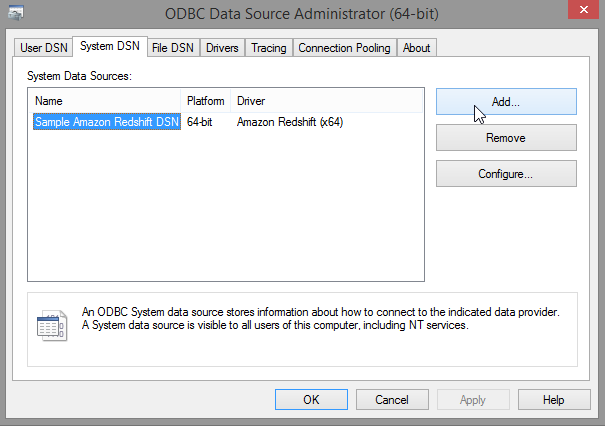 ODBC Data Source Administrator (64-bit)
User DSN System DSN File DSN Drivers Tracing Connection Pooling About
System Data Sources:
Name Platform Driver
Sample Amazon Redshift DSN 64-bit Amazon Redshift (x64)
Add...
Remove
Configure...
An ODBC System data source stores information about how to connect to the indicated data provider.
A System data source is visible to all users of this computer, including NT services.
OK Cancel Apply Help